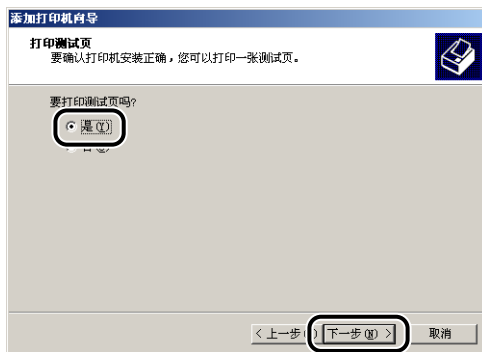 添加打印机向导
打印测试页
要确认打印机安装正确，您可以打印一张测试页。
要打印测试页吗?
是(Y)
< 上一步
下一步(N) >
取消